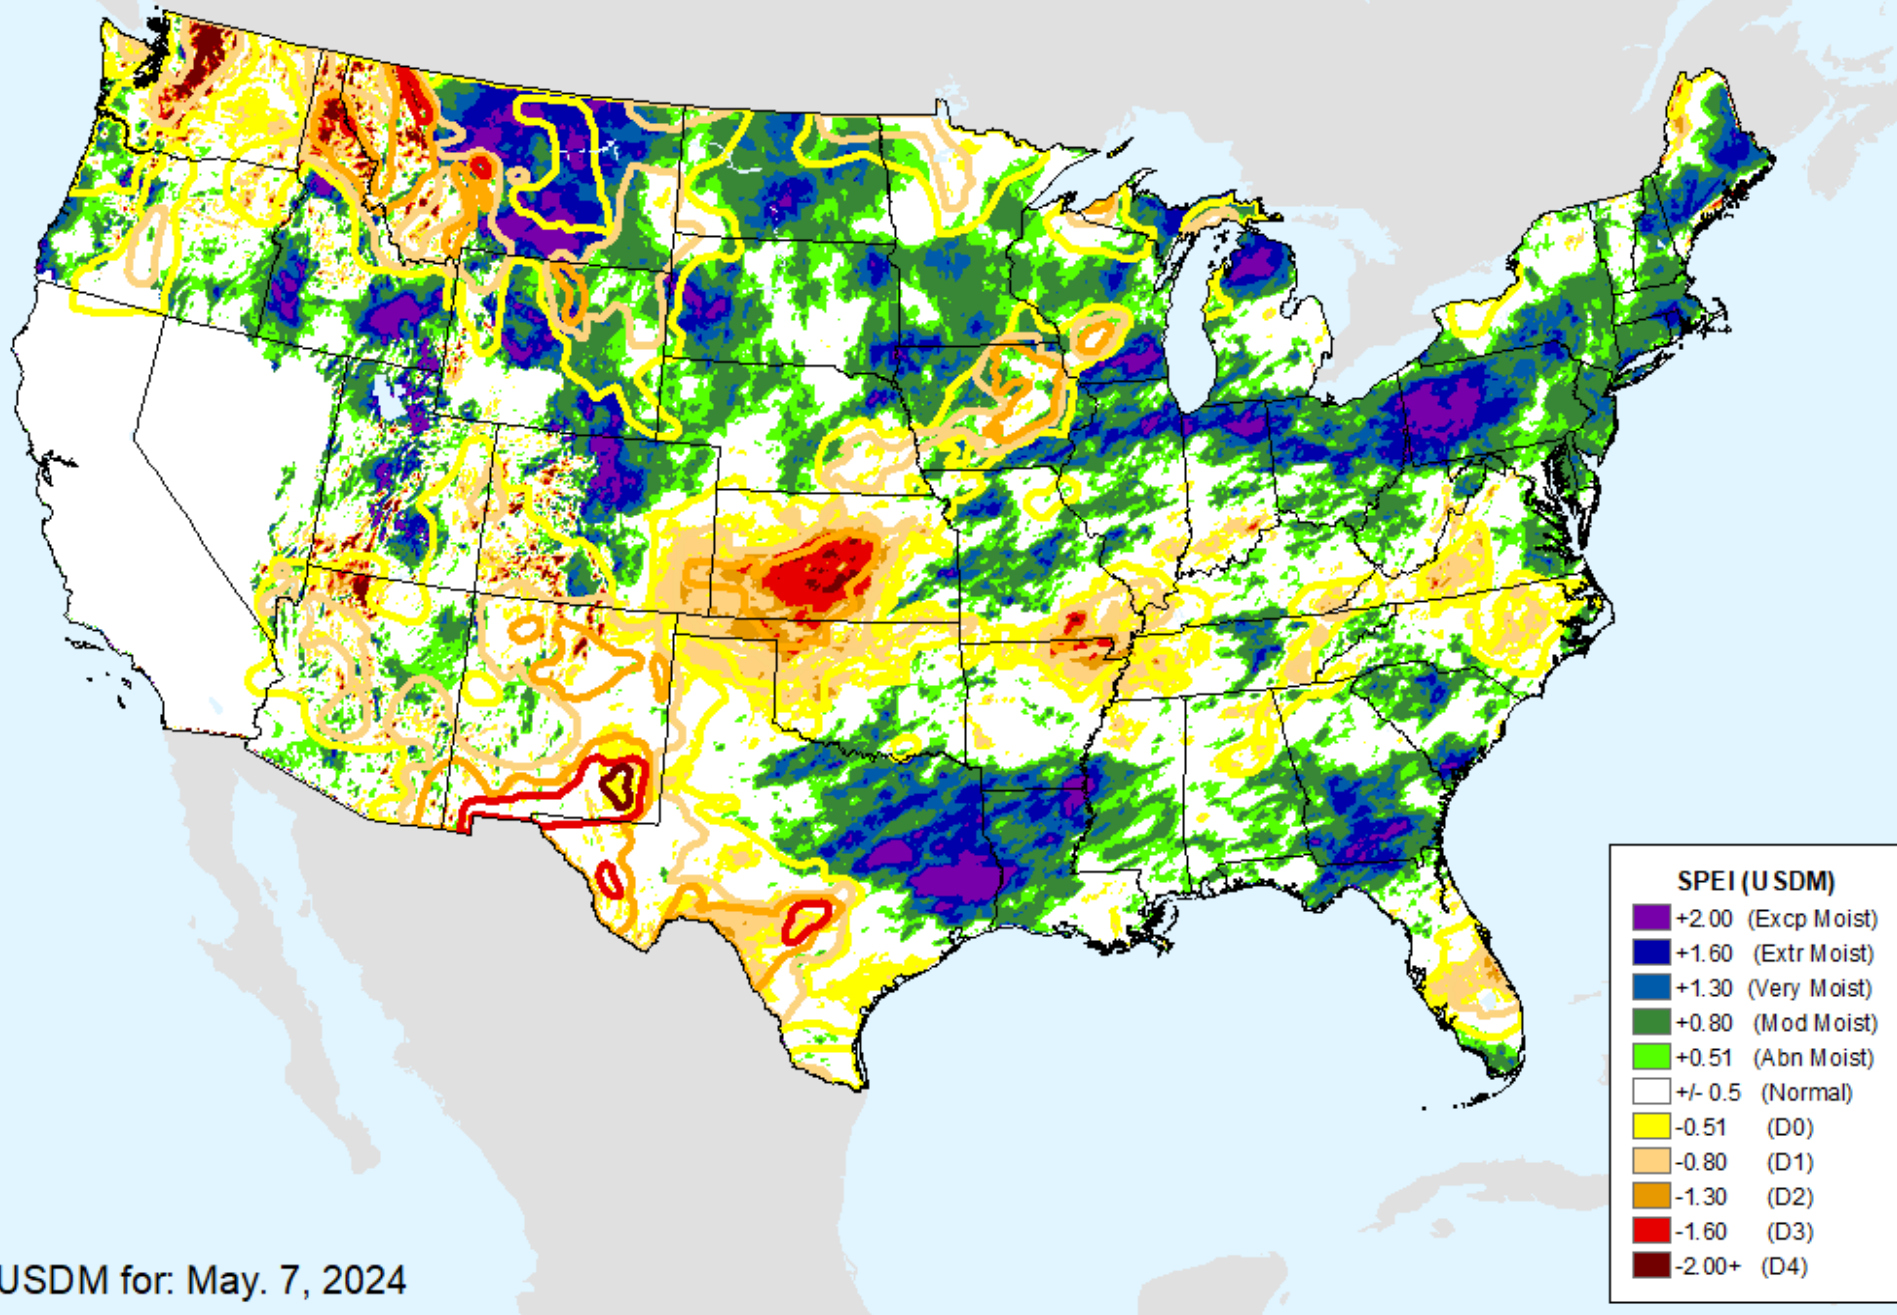 SPEI (USDM)
+2.00 (Excp Moist)
+1.60 (Extr Moist)
+1.30 (Very Moist)
+0.80 (Mod Moist)
+0.51 (Abn Moist)
+/- 0.5 (Normal)
-0.51 (D0)
-0.80 (D1)
-1.30 (D2)
-1.60 (D3)
-2.00+ (D4)
USDM for: May. 7, 2024